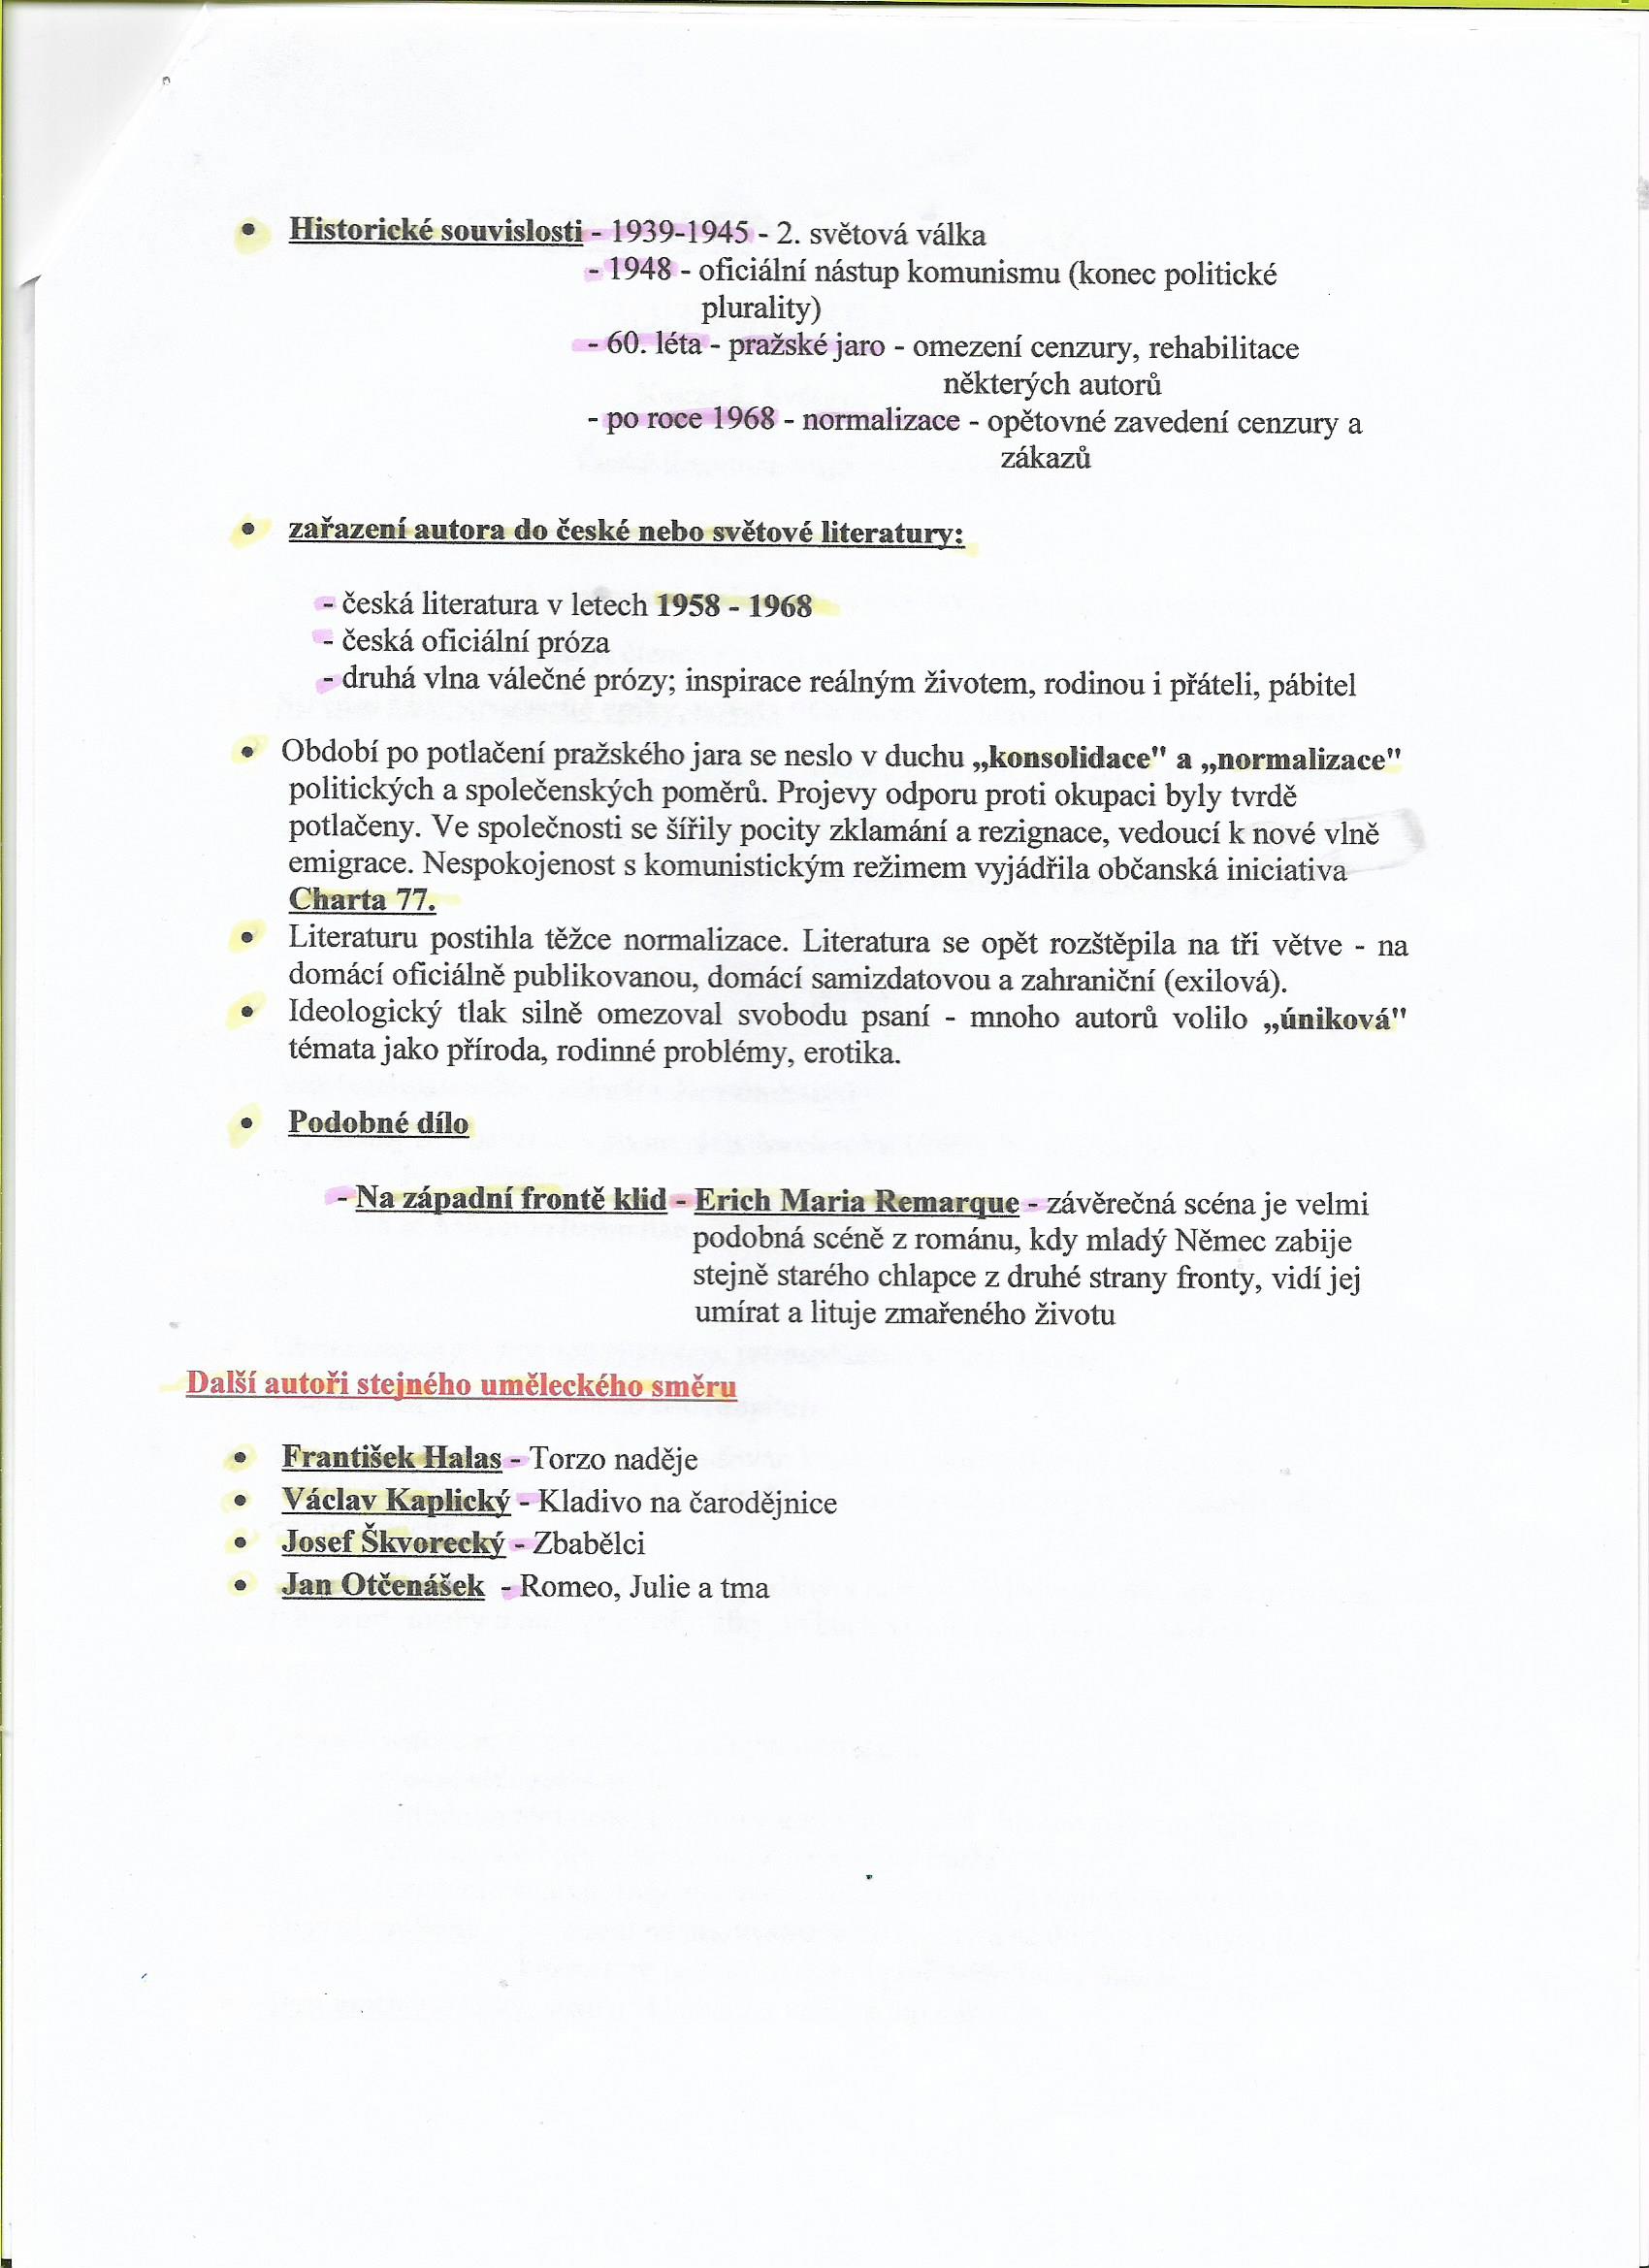 • Historické souvislosti - 1939-1945 - 2. světová válka
- 1948 - oficiální nástup komunismu (konec politické
plurality)
- 60. léta - pražské jaro - omezení cenzury, rehabilitace
některých autorů
- po roce 1968 - normalizace - opětovné zavedení cenzury a
zákazů
• zařazení autora do české nebo světové literatury:
- česká literatura v letech 1958 - 1968
- česká oficiální próza
- druhá vlna válečné prózy; inspirace reálným životem, rodinou i přáteli, pábitel
• Období po potlačení pražského jara se neslo v duchu „konsolidace" a „normalizace"
politických a společenských poměrů. Projevy odporu proti okupaci byly tvrdě
potlačeny. Ve společnosti se šířily pocity zklamání a rezignace, vedoucí k nové vlně
emigrace. Nespokojenost s komunistickým režimem vyjádřila občanská iniciativa
Charta 77.
• Literaturu postihla těžce normalizace. Literatura se opět rozštěpila na tři větve - na
domácí oficiálně publikovanou, domácí samizdatovou a zahraniční (exilová).
• Ideologický tlak silně omezoval svobodu psaní - mnoho autorů volilo „úniková"
témata jako příroda, rodinné problémy, erotika.
• Podobné dílo
- Na západní frontě klid - Erich Maria Remarque - závěrečná scéna je velmi
podobná scéně z románu, kdy mladý Němec zabije
stejně starého chlapce z druhé strany fronty, vidí jej
umírat a lituje zmařeného životu
Další autoři stejného uměleckého směru
• František Halas - Torzo naděje
• Václav Kaplický - Kladivo na čarodějnice
• Josef Škvorecký - Zbabělci
• Jan Otčenášek - Romeo, Julie a tma